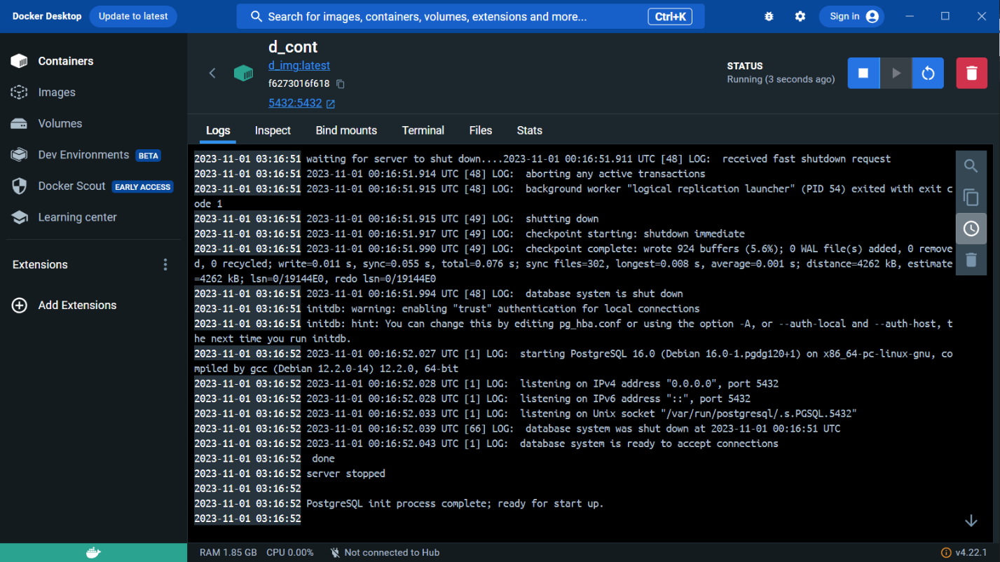 Docker Desktop Update to latest Search for images, containers, volumes, extensions and more... Ctrl+K Sign in
Containers
Images
Volumes
Dev Environments BETA
Docker Scout EARLY ACCESS
Learning center
Extensions
Add Extensions
d_cont
d_img:latest
f6273016f618
5432:5432
STATUS
Running (3 seconds ago)
Logs Inspect Bind mounts Terminal Files Stats
2023-11-01 03:16:51 waiting for server to shut down....2023-11-01 00:16:51.911 UTC [48] LOG:  received fast shutdown request
2023-11-01 03:16:51 2023-11-01 00:16:51.914 UTC [48] LOG:  aborting any active transactions
2023-11-01 03:16:51 2023-11-01 00:16:51.915 UTC [48] LOG:  background worker "logical replication launcher" (PID 54) exited with exit c
ode 1
2023-11-01 03:16:51 2023-11-01 00:16:51.915 UTC [49] LOG:  shutting down
2023-11-01 03:16:51 2023-11-01 00:16:51.917 UTC [49] LOG:  checkpoint starting: shutdown immediate
2023-11-01 03:16:51 2023-11-01 00:16:51.990 UTC [49] LOG:  checkpoint complete: wrote 924 buffers (5.6%); 0 WAL file(s) added, 0 remove
d, 0 recycled; write=0.011 s, sync=0.055 s, total=0.076 s; sync files=302, longest=0.008 s, average=0.001 s; distance=4262 kB, estimate
=4262 kB; lsn=0/19144E0, redo lsn=0/19144E0
2023-11-01 03:16:51 2023-11-01 00:16:51.994 UTC [48] LOG:  database system is shut down
2023-11-01 03:16:51 initdb: warning: enabling "trust" authentication for local connections
2023-11-01 03:16:51 initdb: hint: You can change this by editing pg_hba.conf or using the option -A, or --auth-local and --auth-host, t
he next time you run initdb.
2023-11-01 03:16:52 2023-11-01 00:16:52.027 UTC [1] LOG:  starting PostgreSQL 16.0 (Debian 16.0-1.pgdg120+1) on x86_64-pc-linux-gnu, co
mpiled by gcc (Debian 12.2.0-14) 12.2.0, 64-bit
2023-11-01 03:16:52 2023-11-01 00:16:52.028 UTC [1] LOG:  listening on IPv4 address "0.0.0.0", port 5432
2023-11-01 03:16:52 2023-11-01 00:16:52.028 UTC [1] LOG:  listening on IPv6 address "::", port 5432
2023-11-01 03:16:52 2023-11-01 00:16:52.033 UTC [1] LOG:  listening on Unix socket "/var/run/postgresql/.s.PGSQL.5432"
2023-11-01 03:16:52 2023-11-01 00:16:52.039 UTC [66] LOG:  database system was shut down at 2023-11-01 00:16:51 UTC
2023-11-01 03:16:52 2023-11-01 00:16:52.043 UTC [1] LOG:  database system is ready to accept connections
2023-11-01 03:16:52  done
2023-11-01 03:16:52 server stopped
2023-11-01 03:16:52
2023-11-01 03:16:52 PostgreSQL init process complete; ready for start up.
2023-11-01 03:16:52
RAM 1.85 GB CPU 0.00% Not connected to Hub v4.22.1